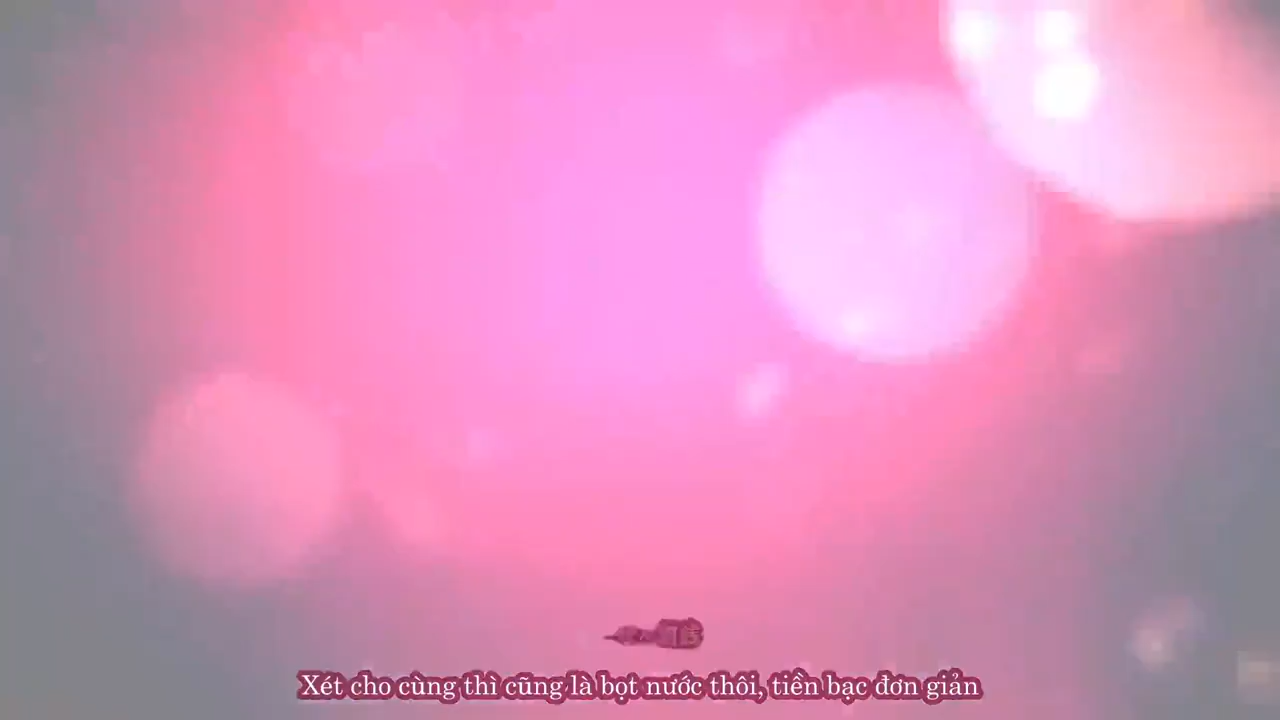 Xét cho cùng thì cũng là bọt nước thôi, tiền bạc đơn giản